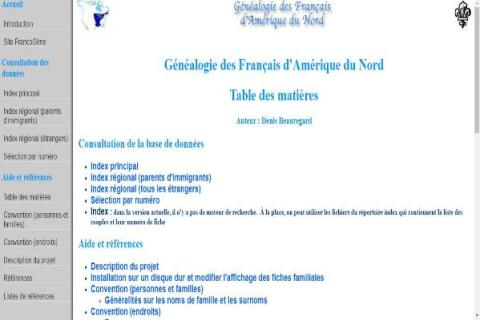 Accueil
Introduction
Site FrancoGène
Consultation des
données
Index principal
Index régional (parents
d'immigrants)
Index régional (étrangers)
Sélection par numéro
Aide et références
Table des matières
Convention (personnes et
familles)
Convention (endroits)
Description du projet
Références
Listes de références
Généalogie des Français
d'Amérique du Nord
Généalogie des Français d'Amérique du Nord
Table des matières
Auteur : Denis Beauregard
Consultation de la base de données
Index principal
Index régional (parents d'immigrants)
Index régional (tous les étrangers)
Sélection par numéro
Index : dans la version actuelle, il n'y a pas de moteur de recherche. À la place, on peut utiliser les fichiers du répertoire index qui contiennent la liste des
couples et leur numéro de fiche
Aide et références
Description du projet
Installation sur un disque dur et modifier l'affichage des fiches familiales
Convention (personnes et familles)
Généralités sur les noms de famille et les surnoms
Convention (endroits)